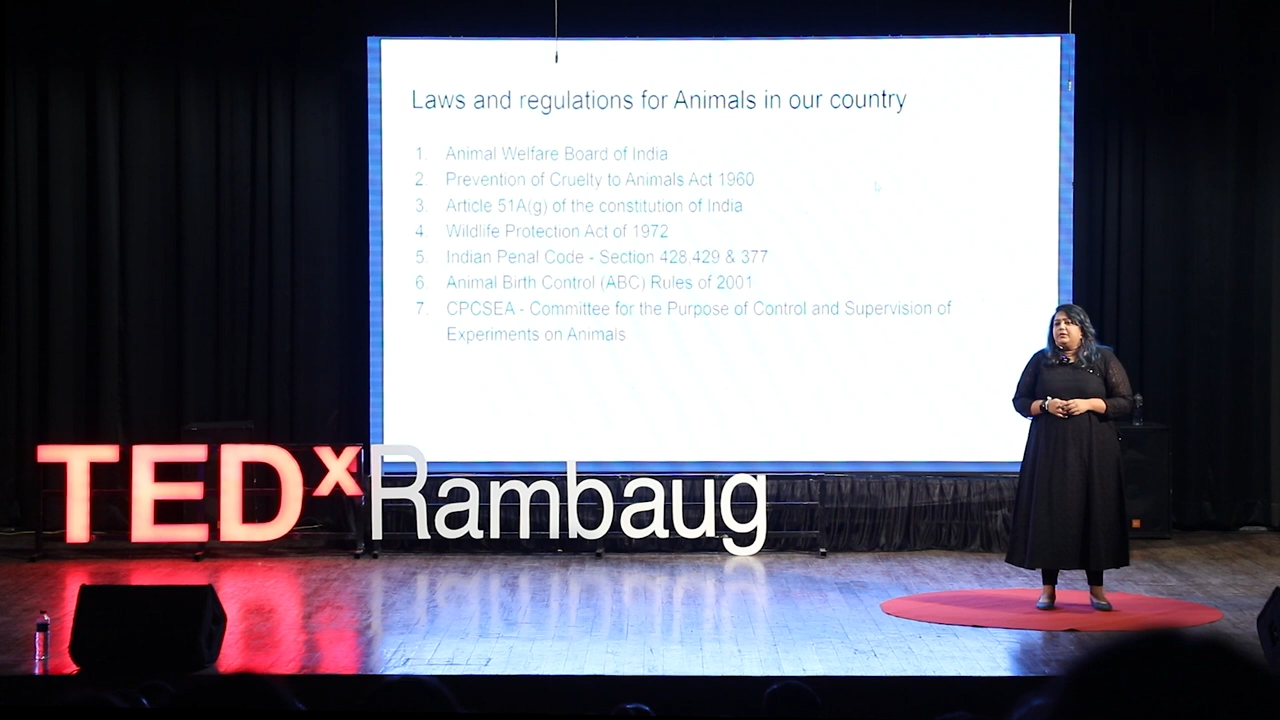 Laws and regulations for Animals in our country
1. Animal Welfare Board of India
2. Prevention of Cruelty to Animals Act 1960
3. Article 51A(g) of the constitution of India
4. Wildlife Protection Act of 1972
5. Indian Penal Code - Section 428,429 & 377
6. Animal Birth Control (ABC) Rules of 2001
7. CPCSEA - Committee for the Purpose of Control and Supervision of
Experiments on Animals
TEDxRambaug